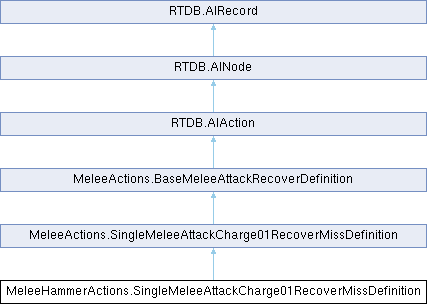 RTDB.AIRecord
RTDB.AINode
RTDB.AIAction
MeleeActions.BaseMeleeAttackRecoverDefinition
MeleeActions.SingleMeleeAttackCharge01RecoverMissDefinition
MeleeHammerActions.SingleMeleeAttackCharge01RecoverMissDefinition